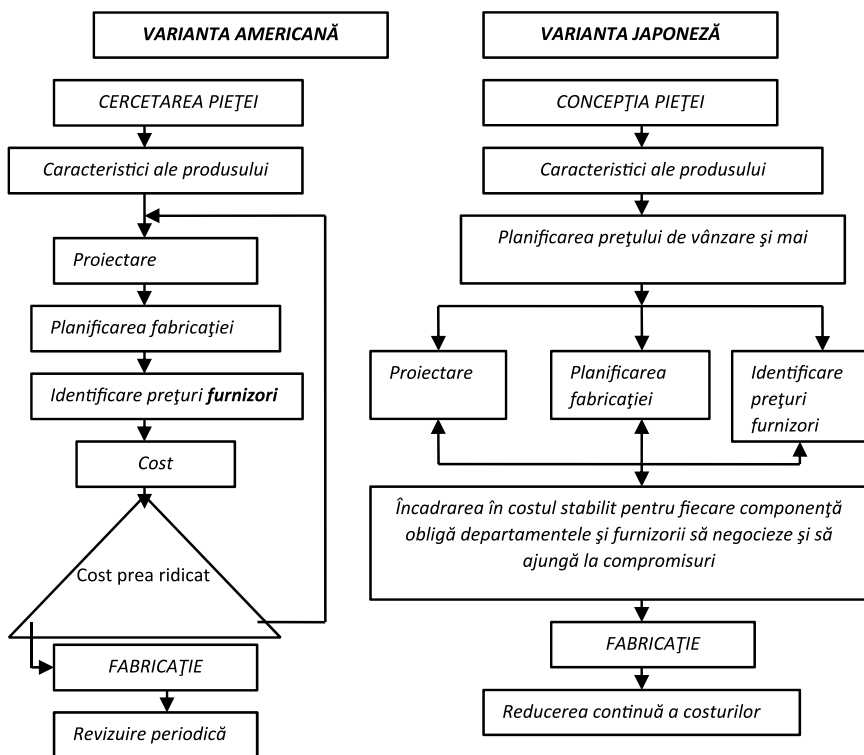 VARIANTA AMERICANĂ
CERCETAREA PIEŢEI
Caracteristici ale produsului
Proiectare
Planificarea fabricaţiei
Identificare preţuri furnizori
Cost
Cost prea ridicat
FABRICAŢIE
Revizuire periodică
VARIANTA JAPONEZĂ
CONCEPŢIA PIEŢEI
Caracteristici ale produsului
Planificarea preţului de vânzare şi mai
Proiectare
Planificarea
fabricaţiei
Identificare
preţuri
furnizori
Încadrarea în costul stabilit pentru fiecare componenţă
obligă departamentele şi furnizorii să negocieze şi să
ajungă la compromisuri
FABRICAŢIE
Reducerea continuă a costurilor